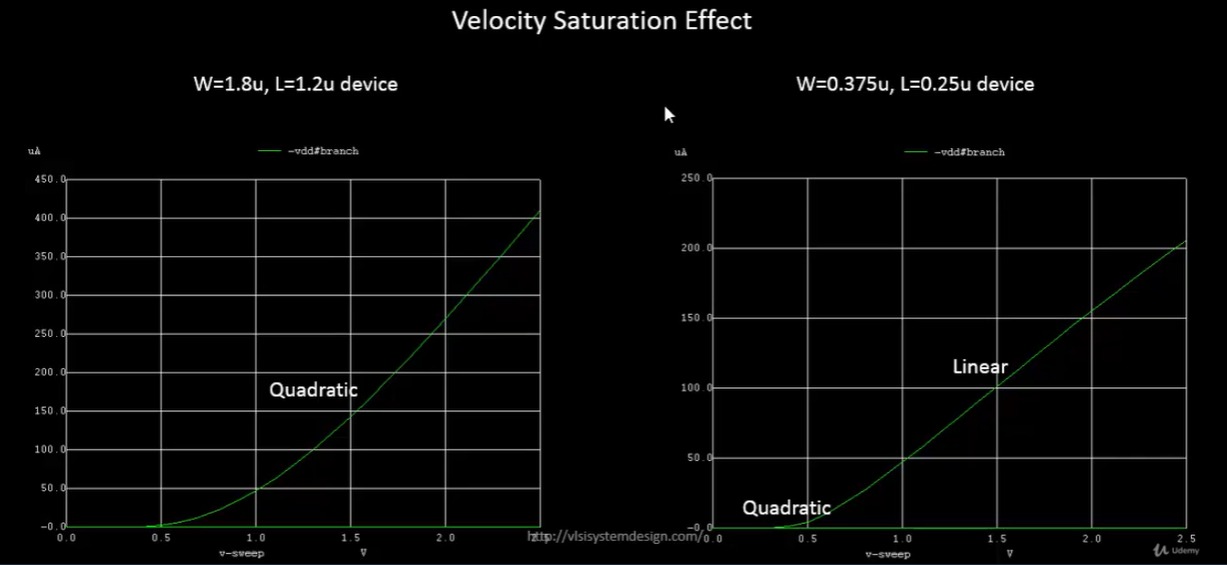 Velocity Saturation Effect
W=1.8u, L=1.2u device
W=0.375u, L=0.25u device
uA
-vdd#branch
450.0
400.0
350.0
300.0
250.0
200.0
150.0
100.0
50.0
-0.0
Quadratic
0.0 0.5 1.0 1.5 2.0
v-sweep V
uA
-vdd#branch
250.0
200.0
150.0
100.0
50.0
-0.0
Linear
Quadratic
0.0 0.5 1.0 1.5 2.0 2.5
v-sweep V
http://vlsisystemdesign.com/
Udemy